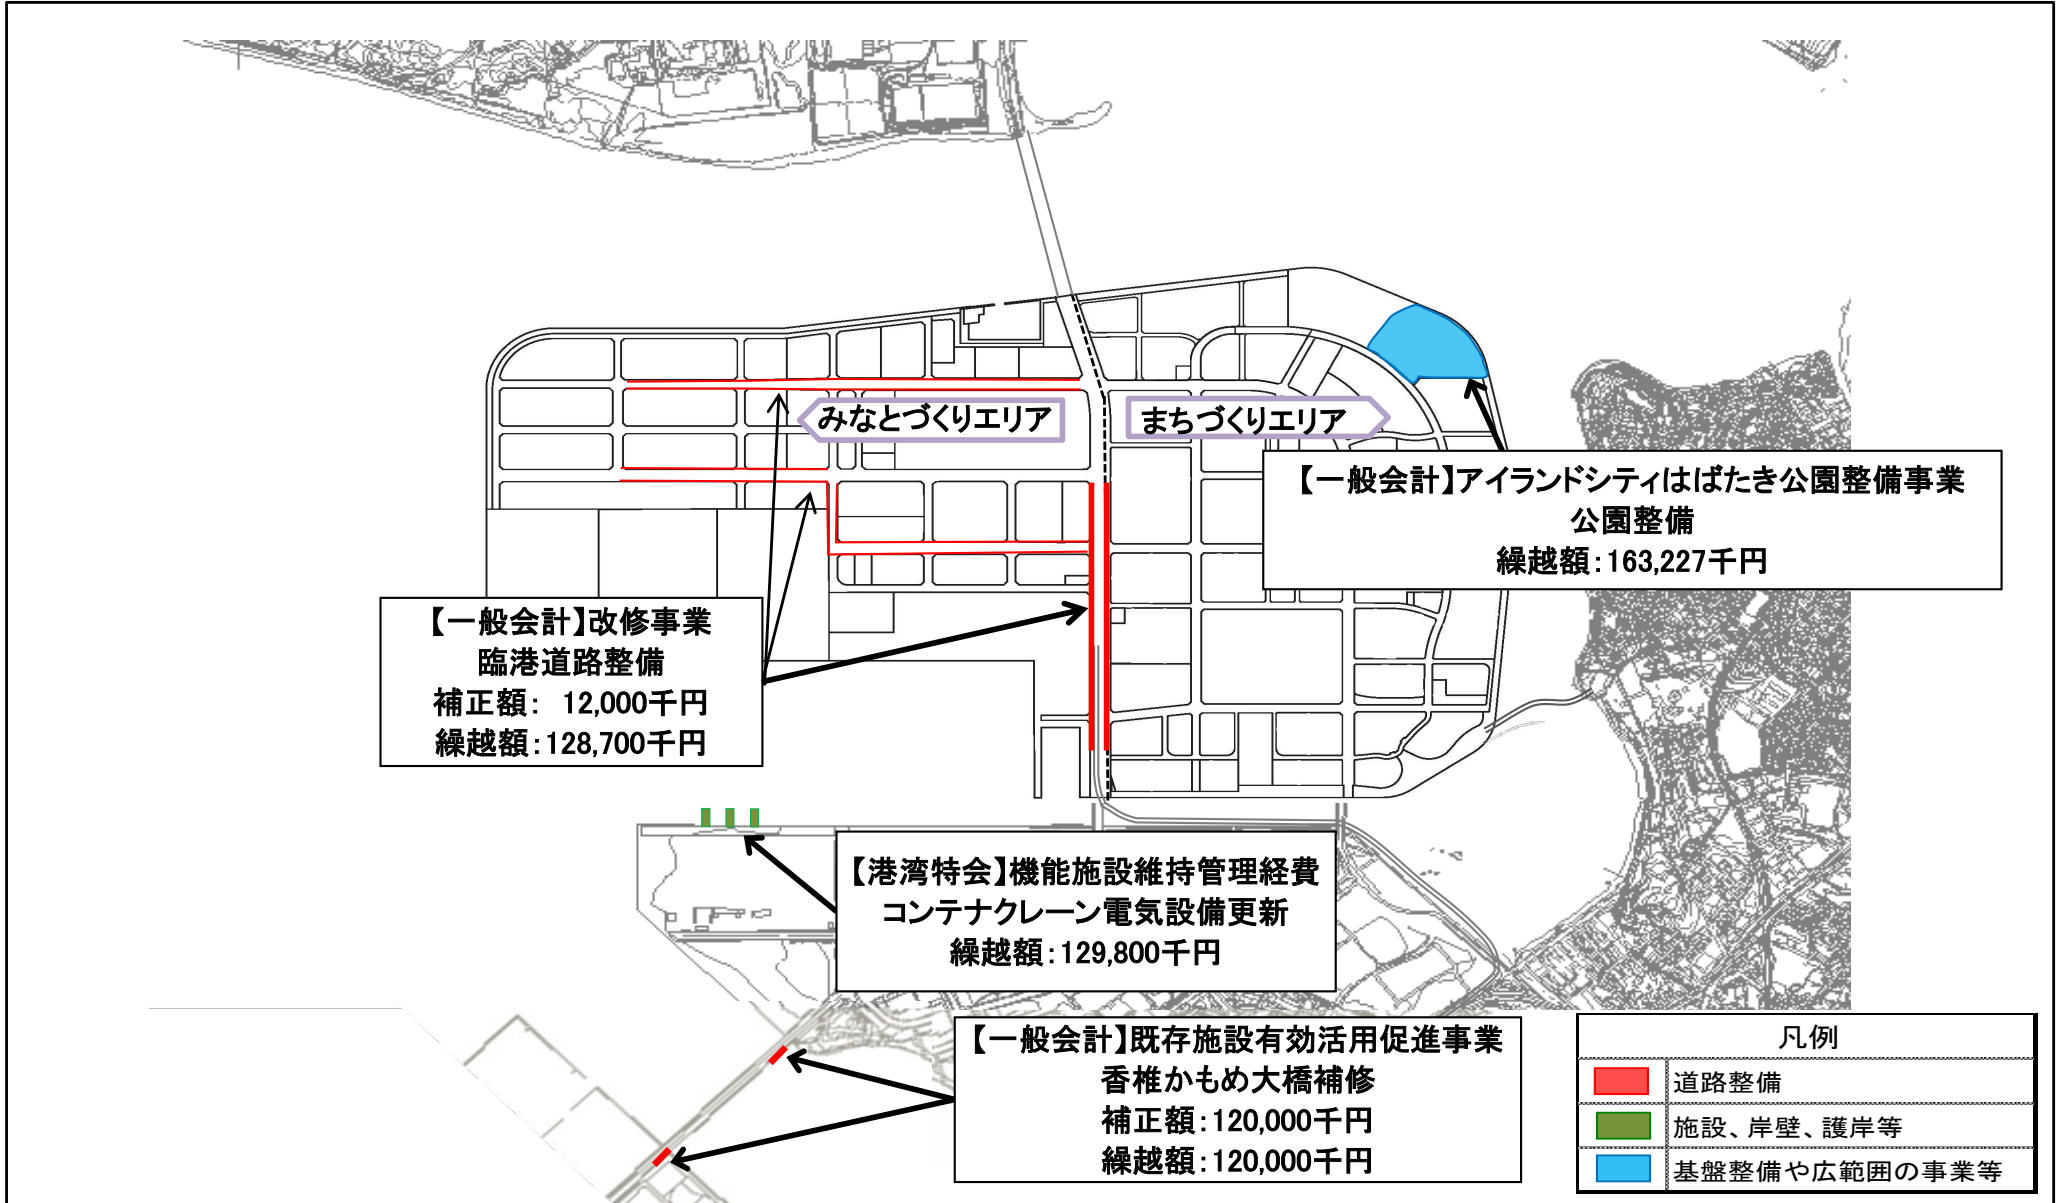 みなとづくりエリア
まちづくりエリア
【一般会計】アイランドシティはばたき公園整備事業
公園整備
繰越額：163,227千円
【一般会計】改修事業
臨港道路整備
補正額： 12,000千円
繰越額：128,700千円
【港湾特会】機能施設維持管理経費
コンテナクレーン電気設備更新
繰越額：129,800千円
【一般会計】既存施設有効活用促進事業
香椎かもめ大橋補修
補正額：120,000千円
繰越額：120,000千円
凡例
道路整備
施設、岸壁、護岸等
基盤整備や広範囲の事業等